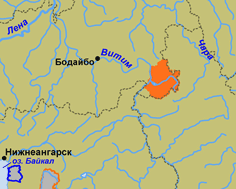 Лена
Чара
Витим
Бодайбо
Нижнеангарск
оз. Байкал